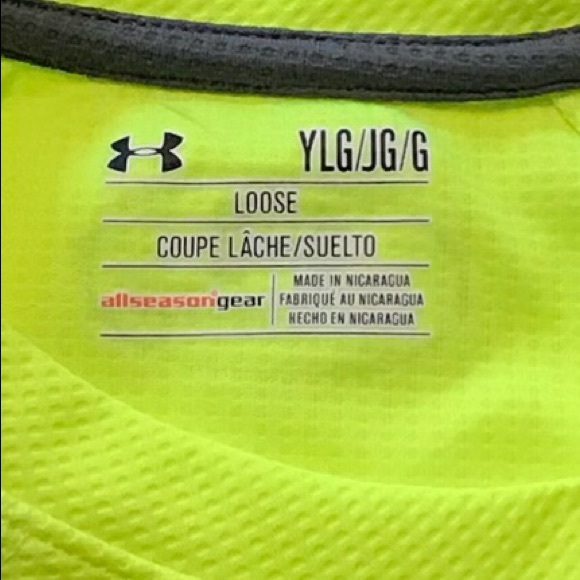 YLG/JG/G
LOOSE
COUPE LÂCHE/SUELTO
allseasongear
MADE IN NICARAGUA
FABRIQUÉ AU NICARAGUA
HECHO EN NICARAGUA